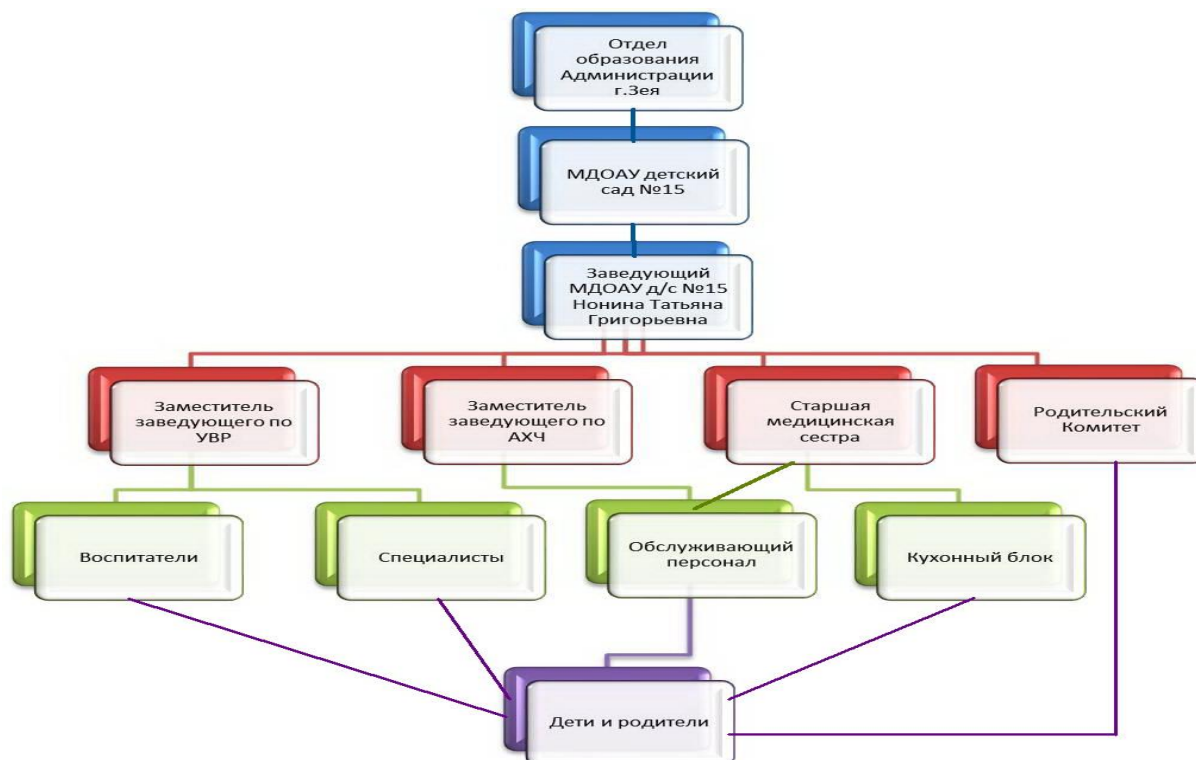 Отдел
образования
Администрации
г.Зея
МДОАУ детский
сад №15
Заведующий
МДОАУ д/с №15
Нонина Татьяна
Григорьевна
Заместитель
заведующего по
УВР
Заместитель
заведующего по
АХЧ
Старшая
медицинская
сестра
Родительский
Комитет
Воспитатели
Специалисты
Обслуживающий
персонал
Кухонный блок
Дети и родители